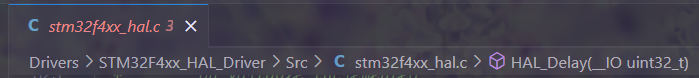 C stm32f4xx_hal.c 3 ×
Drivers > STM32F4xx_HAL_Driver > Src > C stm32f4xx_hal.c > HAL_Delay(__IO uint32_t)